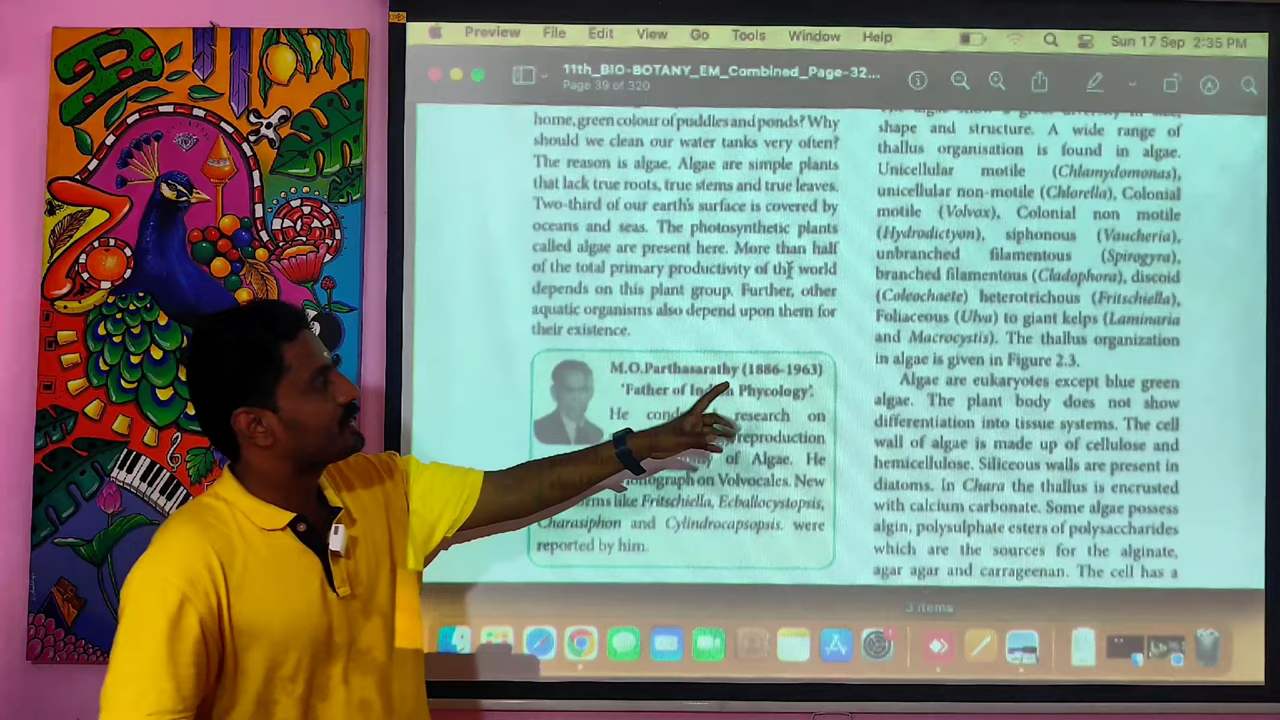 Preview File Edit View Go Tools Window Help Sun 17 Sep 2:35 PM
11th_BIO-BOTANY_EM_Combined_Page-32...
Page 39 of 320
home, green colour of puddles and ponds? Why
should we clean our water tanks very often?
The reason is algae. Algae are simple plants
that lack true roots, true stems and true leaves.
Two-third of our earth's surface is covered by
oceans and seas. The photosynthetic plants
called algae are present here. More than half
of the total primary productivity of the world
depends on this plant group. Further, other
aquatic organisms also depend upon them for
their existence.
M.O.Parthasarathy (1886-1963)
'Father of Indian Phycology'.
He research on
reproduction
of Algae. He
on Volvocales. New
like Fritschiella, Ecballocystopsis,
Charasiphon and Cylindrocapsopsis. were
reported by him.
shape and structure. A wide range of
thallus organisation is found in algae.
Unicellular motile (Chlamydomonas),
unicellular non-motile (Chlorella), Colonial
motile (Volvox), Colonial non motile
(Hydrodictyon), siphonous (Vaucheria),
unbranched filamentous (Spirogyra),
branched filamentous (Cladophora), discoid
(Coleochaete) heterotrichous (Fritschiella),
Foliaceous (Ulva) to giant kelps (Laminaria
and Macrocystis). The thallus organization
in algae is given in Figure 2.3.
Algae are eukaryotes except blue green
algae. The plant body does not show
differentiation into tissue systems. The cell
wall of algae is made up of cellulose and
hemicellulose. Siliceous walls are present in
diatoms. In Chara the thallus is encrusted
with calcium carbonate. Some algae possess
algin, polysulphate esters of polysaccharides
which are the sources for the alginate,
agar agar and carrageenan. The cell has a
3 items